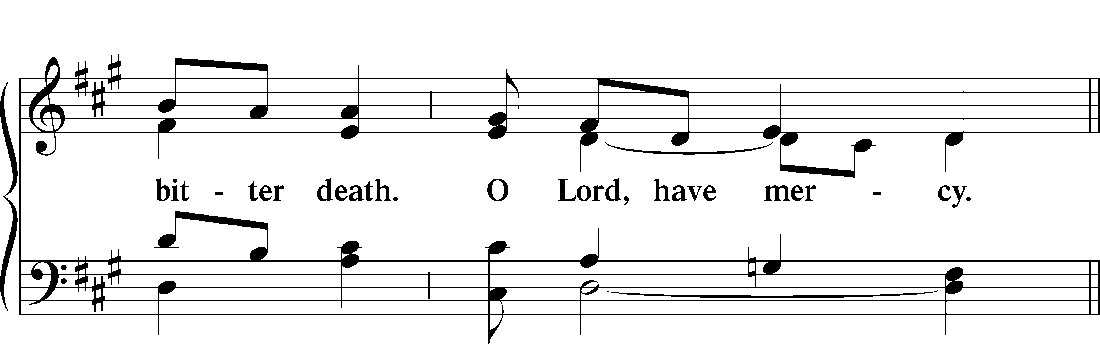 bit - ter death. O Lord, have mer - cy.